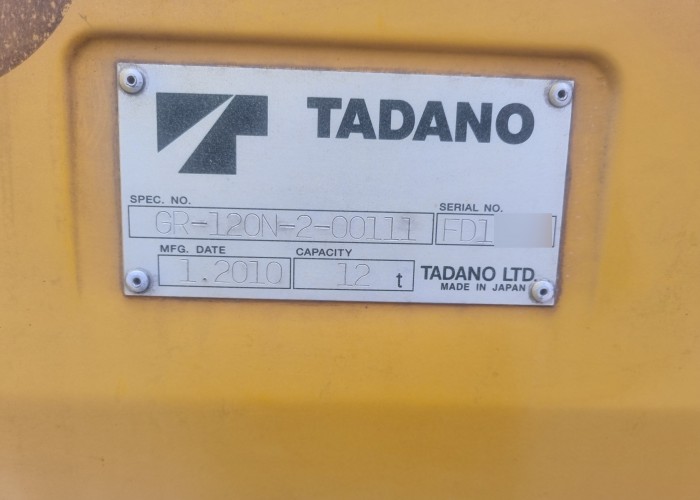 TADANO
SPEC. NO. SERIAL NO.
GR-120N-2-00111 FD1
MFG. DATE CAPACITY
1.2010 12 t TADANO LTD.
MADE IN JAPAN